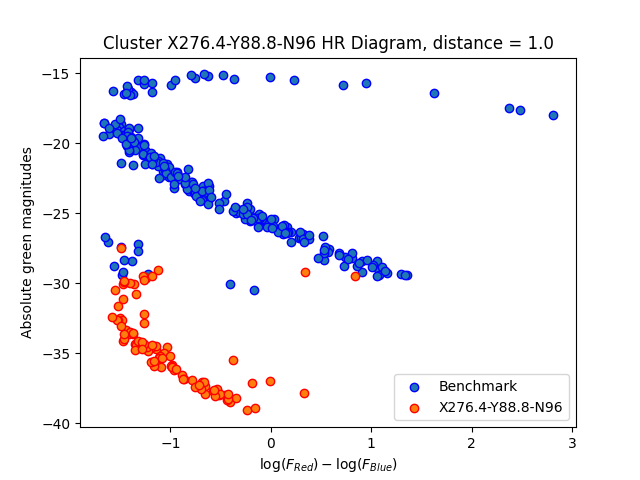 Cluster X276.4-Y88.8-N96 HR Diagram, distance = 1.0
Absolute green magnitudes
−15
−20
−25
−30
−35
−40
Benchmark
X276.4-Y88.8-N96
−1
0
1
2
3
log(F_Red) − log(F_Blue)